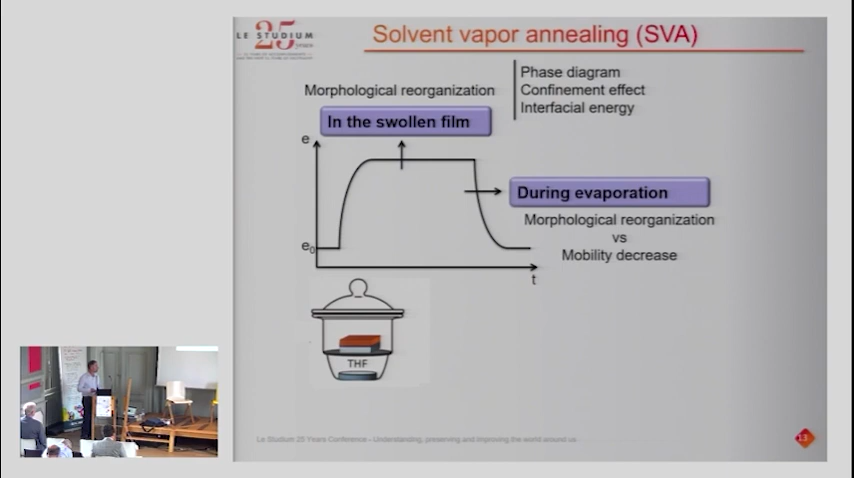 LE STUDIUM
25
years
Solvent vapor annealing (SVA)
Phase diagram
Confinement effect
Interfacial energy
Morphological reorganization
In the swollen film
e
During evaporation
Morphological reorganization
vs
Mobility decrease
e0
t
THF
Le Studium 25 Years Conference – Understanding, preserving and improving the world around us
13